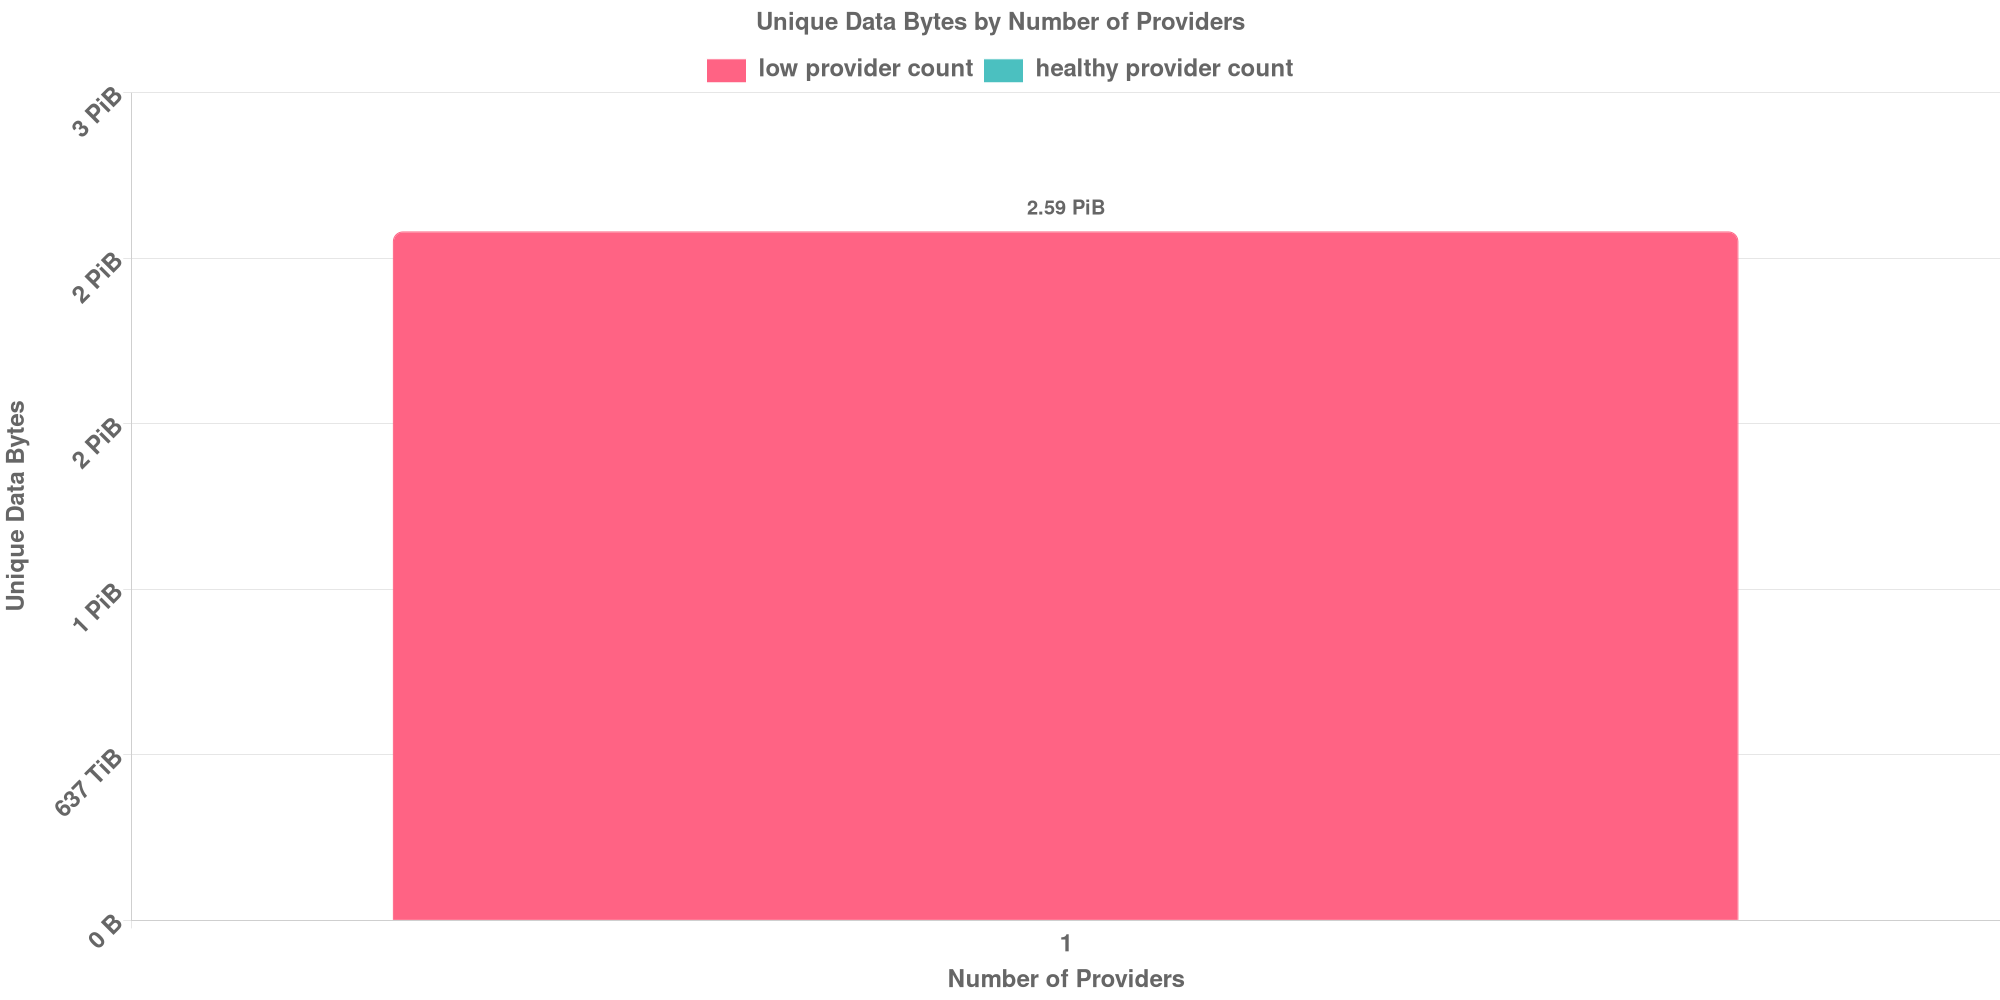 Unique Data Bytes by Number of Providers
low provider count healthy provider count
3 PiB
2.59 PiB
2 PiB
2 PiB
1 PiB
637 TiB
0 B
Unique Data Bytes
1
Number of Providers